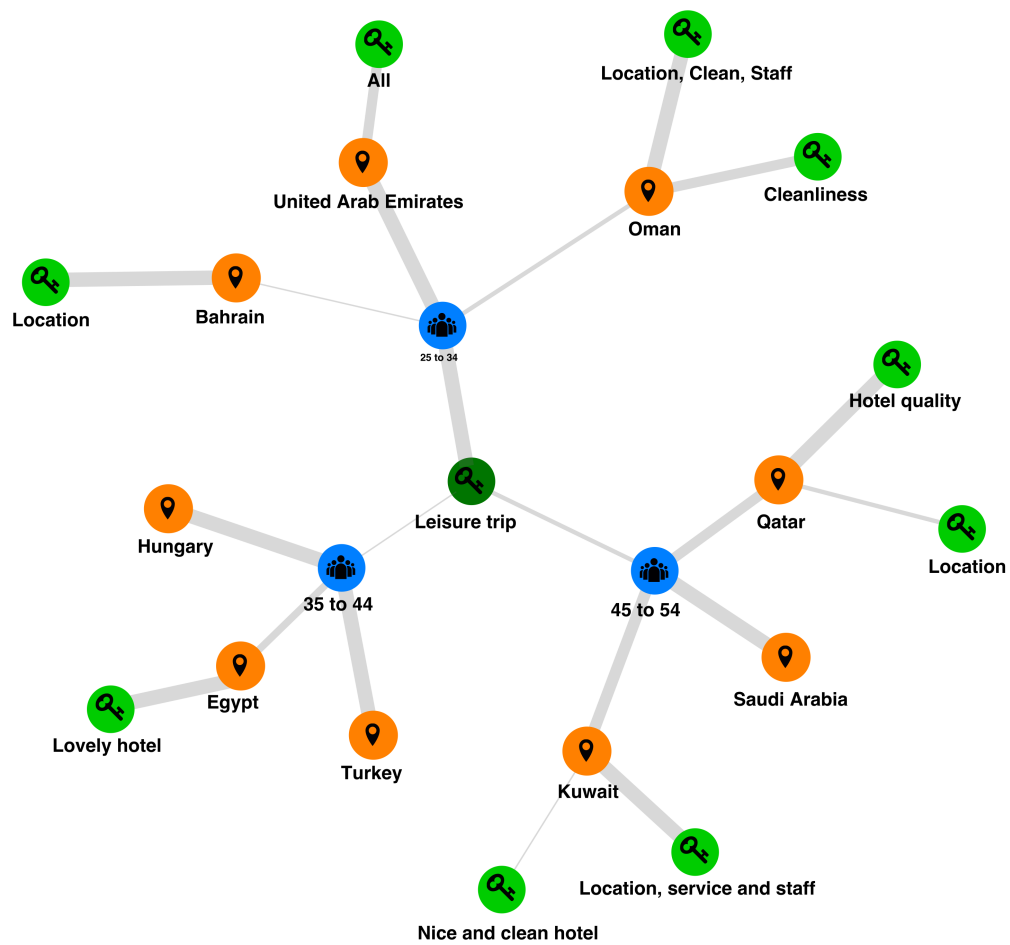 All
Location, Clean, Staff
United Arab Emirates
Cleanliness
Oman
Location
Bahrain
25 to 34
Hotel quality
Leisure trip
Qatar
Hungary
Location
35 to 44
45 to 54
Egypt
Saudi Arabia
Lovely hotel
Turkey
Kuwait
Location, service and staff
Nice and clean hotel